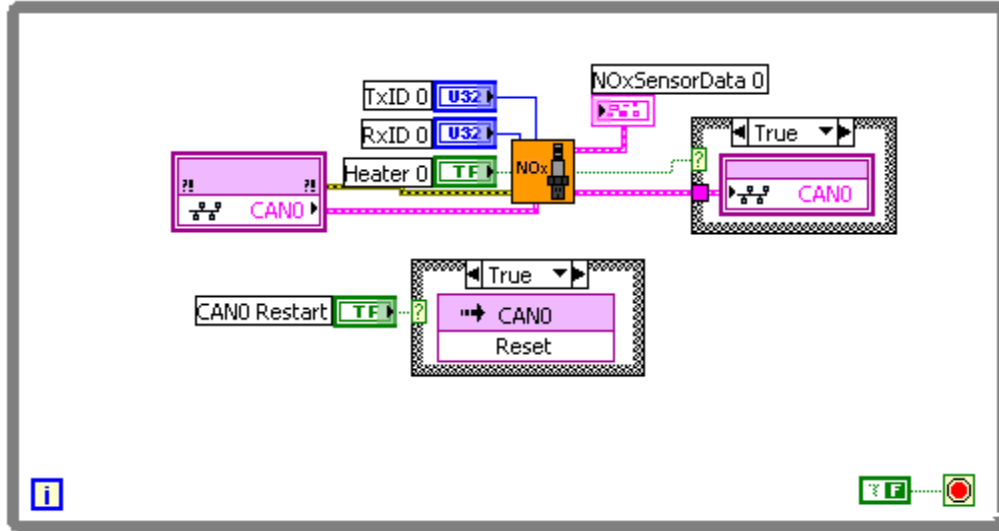 NOxSensorData 0
TxID 0 U32
RxID 0 U32
True
Heater 0 TF
NOx
?
?! ?!
CAN0
CAN0
True
CAN0 Restart TF
?
CAN0
Reset
i
F